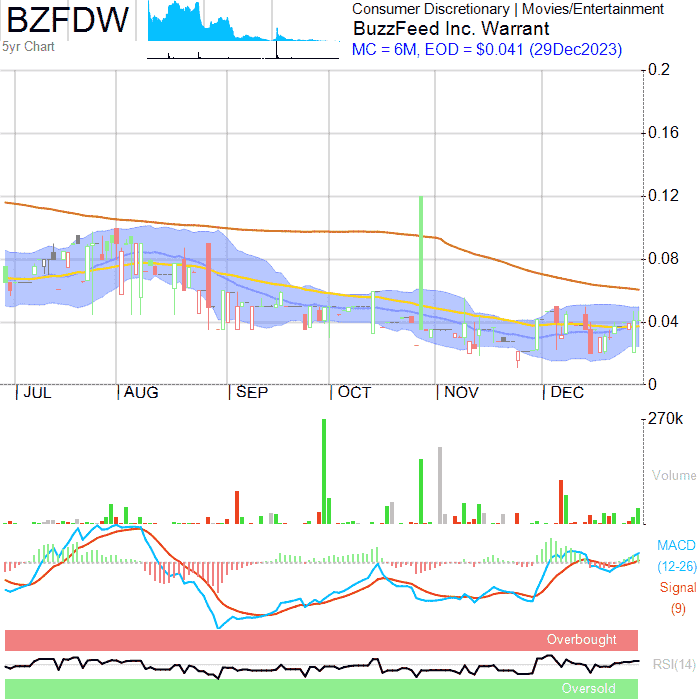 BZFDW
5yr Chart
Consumer Discretionary | Movies/Entertainment
BuzzFeed Inc. Warrant
MC = 6M, EOD = $0.041 (29Dec2023)
0.2
0.16
0.12
0.08
0.04
0
JUL AUG SEP OCT NOV DEC
270k
Volume
MACD
(12-26)
Signal
(9)
Overbought
RSI(14)
Oversold